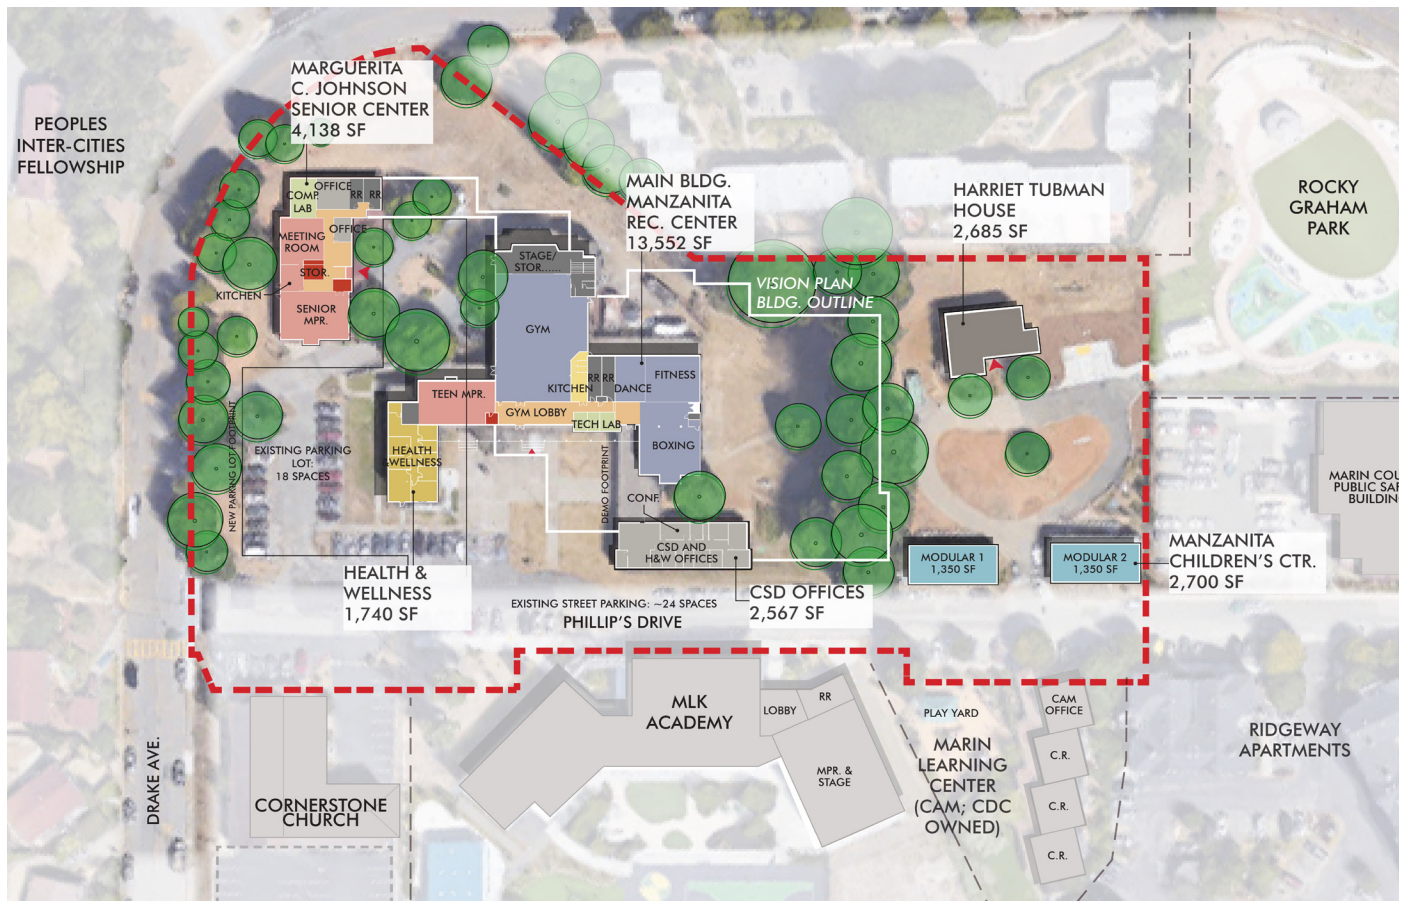 MARGUERITA
C. JOHNSON
SENIOR CENTER
4,138 SF
PEOPLES
INTER-CITIES
FELLOWSHIP
MAIN BLDG.
MANZANITA
REC. CENTER
13,552 SF
HARRIET TUBMAN
HOUSE
2,685 SF
ROCKY
GRAHAM
PARK
OFFICE
COMP.
LAB
RR
RR
OFFICE
MEETING
ROOM
STOR.
KITCHEN
SENIOR
MPR.
STAGE/
STOR......
GYM
VISION PLAN
BLDG. OUTLINE
KITCHEN
RR
RR
DANCE
FITNESS
TEEN MPR.
GYM LOBBY
TECH LAB
BOXING
HEALTH
&WELLNESS
NEW PARKING LOT FOOTPRINT
EXISTING PARKING
LOT:
18 SPACES
DEMO FOOTPRINT
CONF.
CSD AND
H&W OFFICES
MODULAR 1
1,350 SF
MODULAR 2
1,350 SF
MANZANITA
CHILDREN'S CTR.
2,700 SF
HEALTH &
WELLNESS
1,740 SF
CSD OFFICES
2,567 SF
EXISTING STREET PARKING: ~24 SPACES
PHILLIP'S DRIVE
MARIN COU
PUBLIC SAF
BUILDIN
MLK
ACADEMY
LOBBY
RR
MPR. &
STAGE
PLAY YARD
MARIN
LEARNING
CENTER
(CAM; CDC
OWNED)
CAM
OFFICE
C.R.
C.R.
C.R.
RIDGEWAY
APARTMENTS
DRAKE AVE.
CORNERSTONE
CHURCH